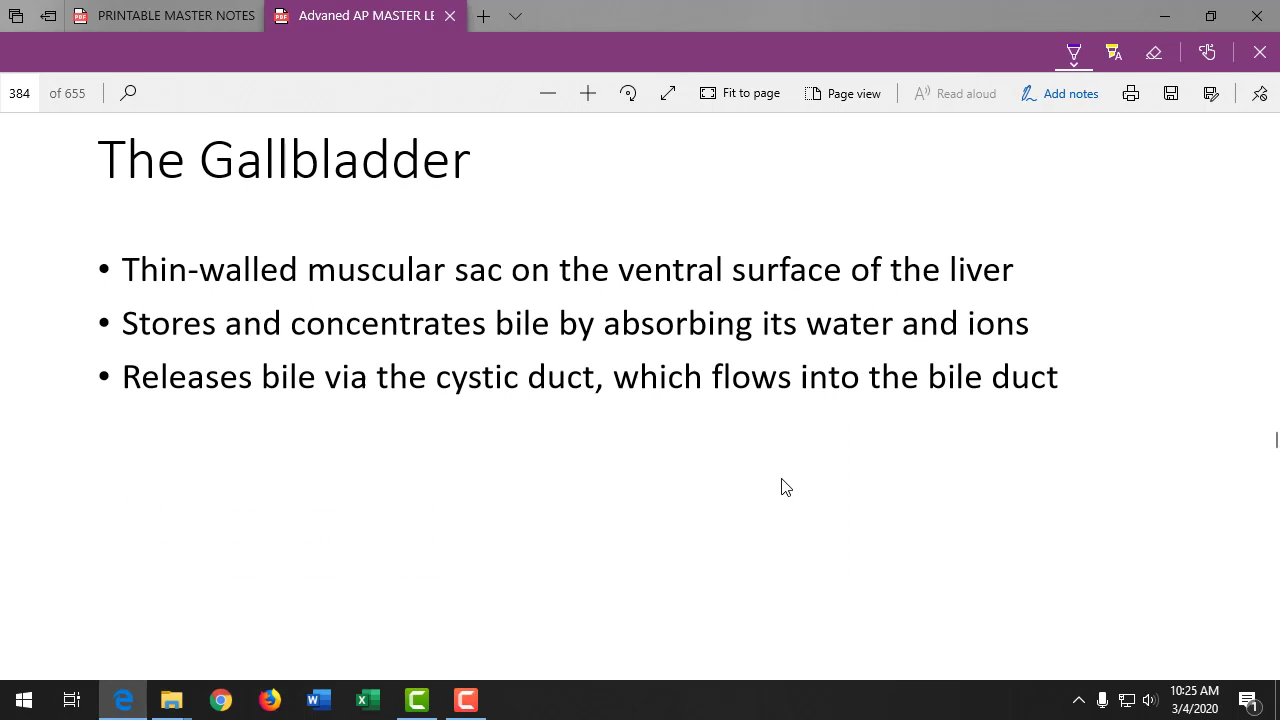 PRINTABLE MASTER NOTES
Advaned AP MASTER LE
384 of 655
Fit to page
Page view
Read aloud
Add notes
The Gallbladder
• Thin-walled muscular sac on the ventral surface of the liver
• Stores and concentrates bile by absorbing its water and ions
• Releases bile via the cystic duct, which flows into the bile duct
10:25 AM
3/4/2020
1